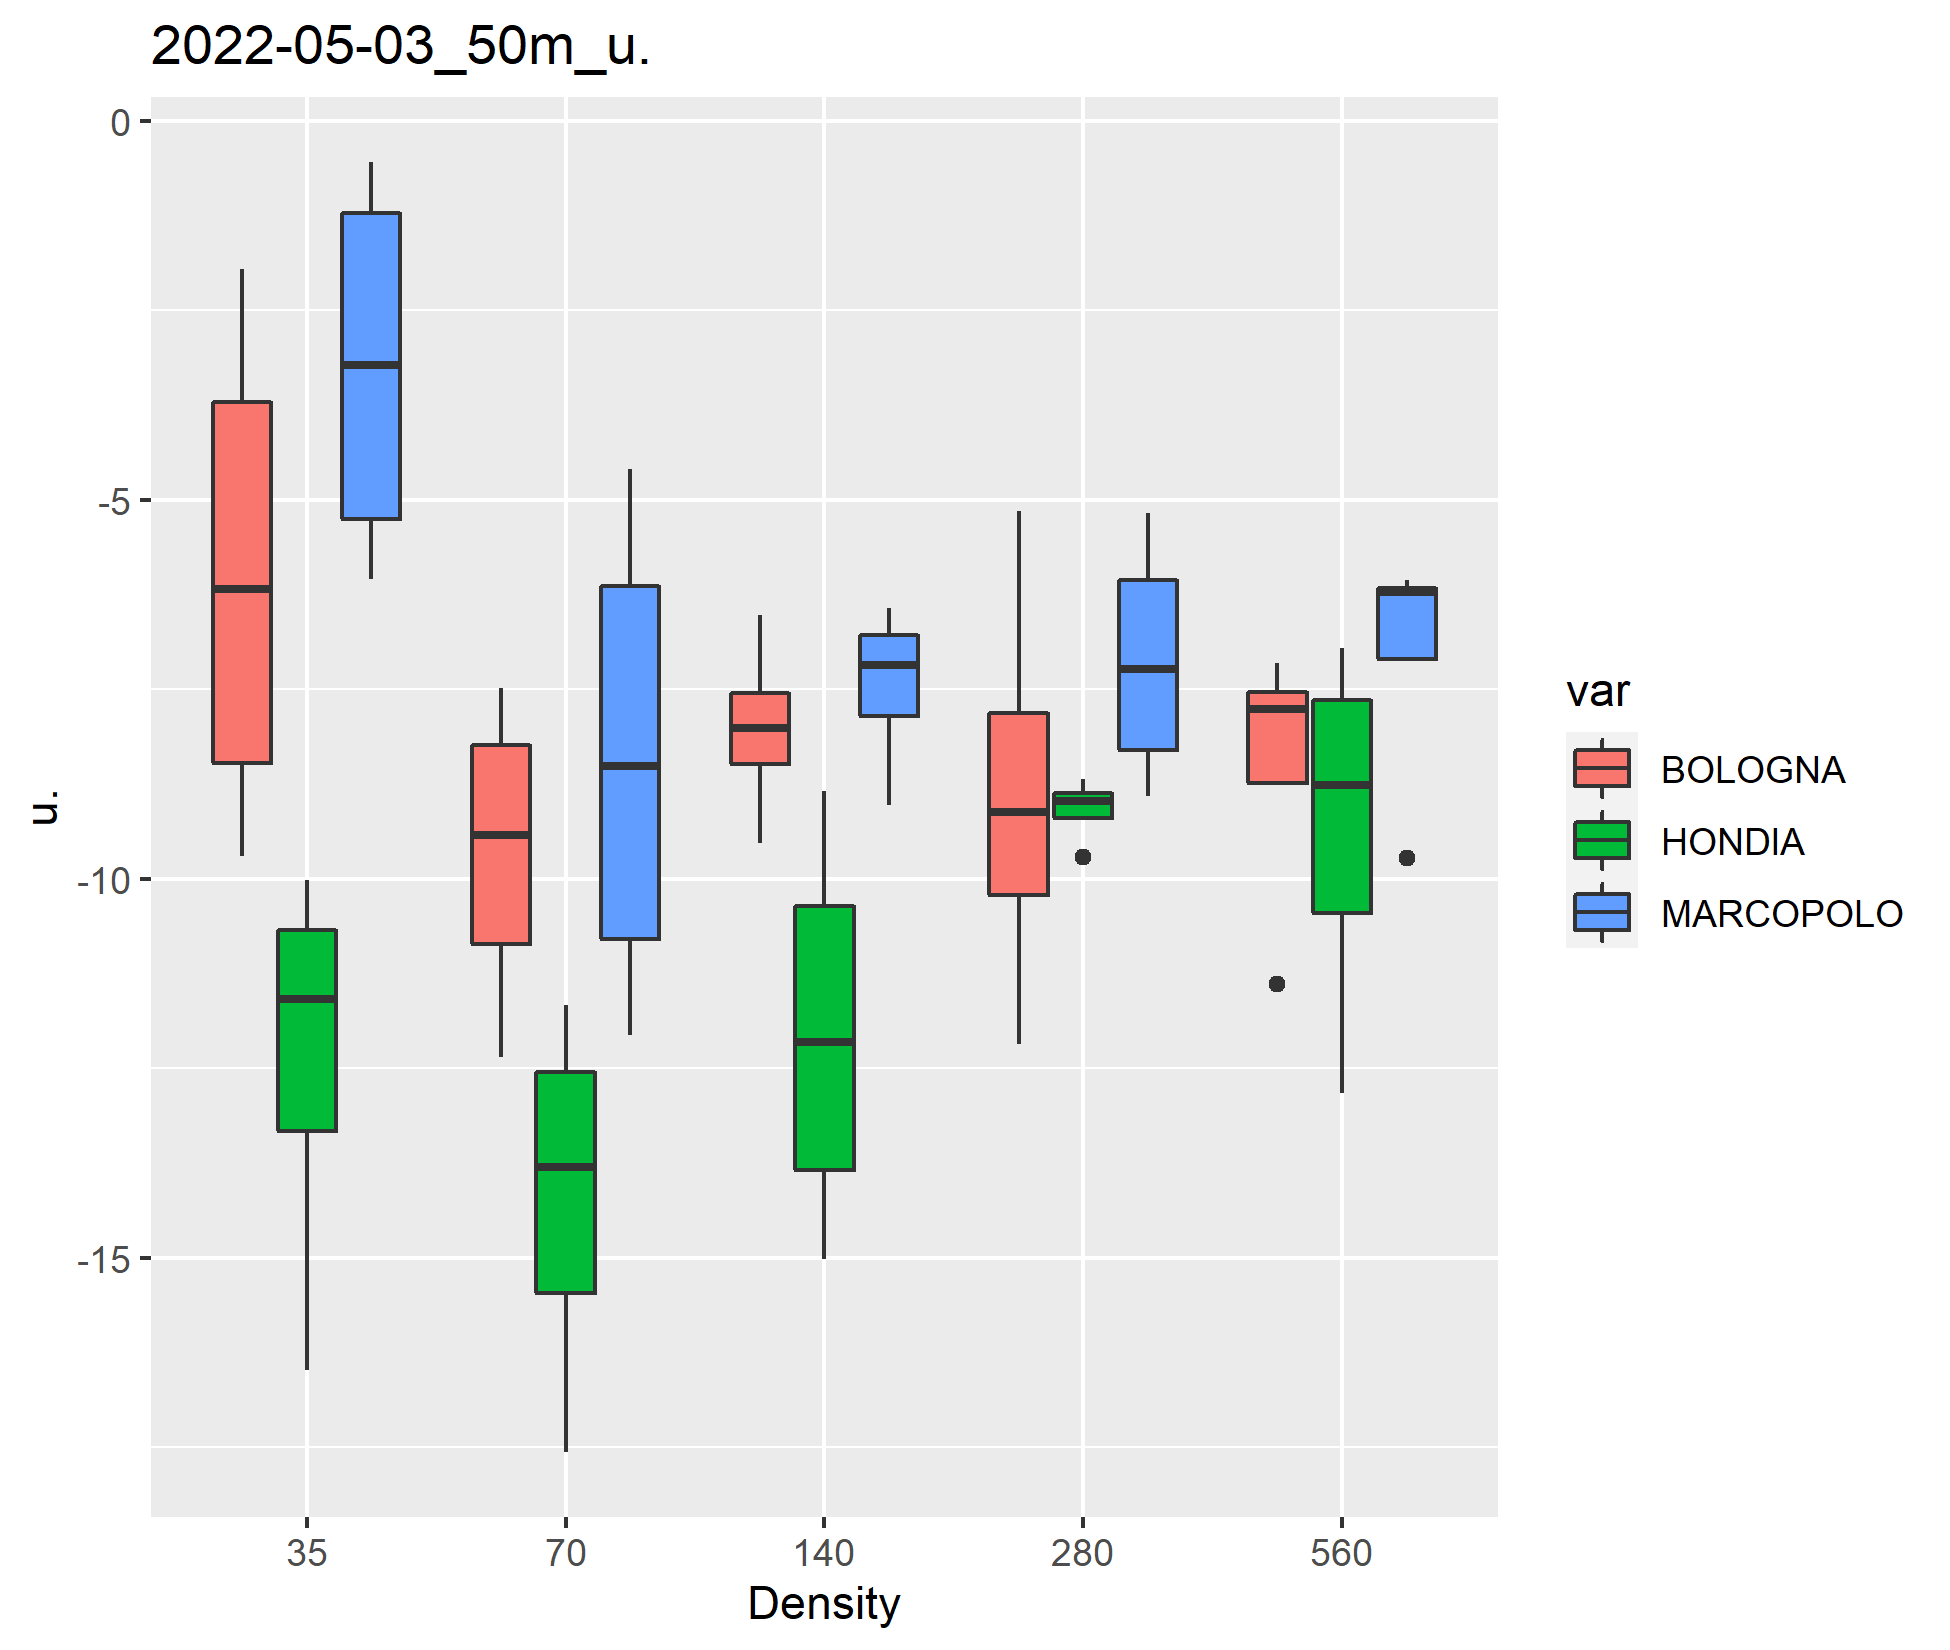 2022-05-03_50m_u.
0
-5
-10
-15
u.
35 70 140 280 560
Density
var
BOLOGNA
HONDIA
MARCOPOLO